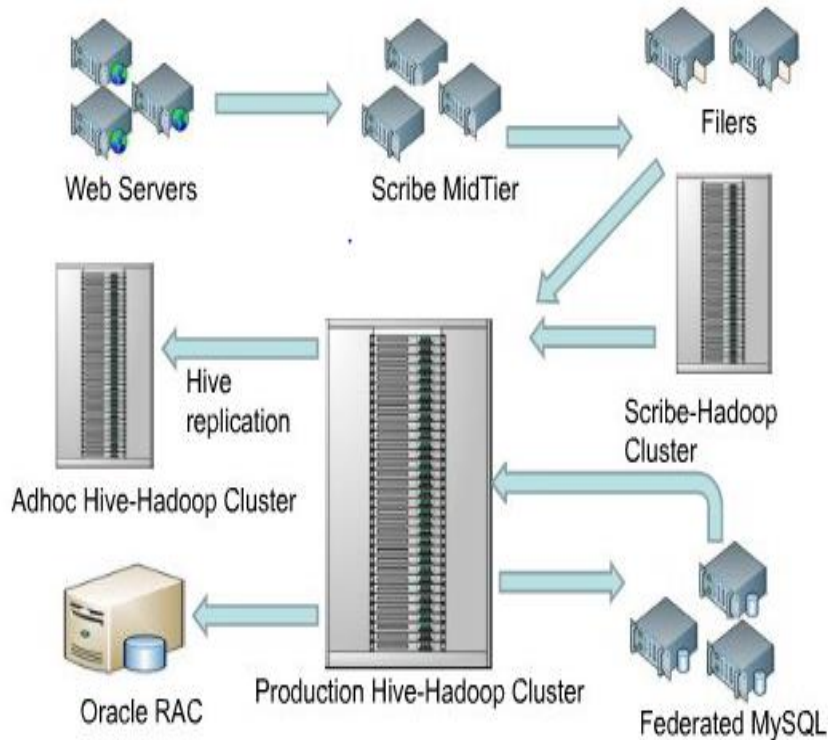 Web Servers
Scribe MidTier
Filers
Hive
replication
Scribe-Hadoop
Cluster
Adhoc Hive-Hadoop Cluster
Oracle RAC
Production Hive-Hadoop Cluster
Federated MySQL